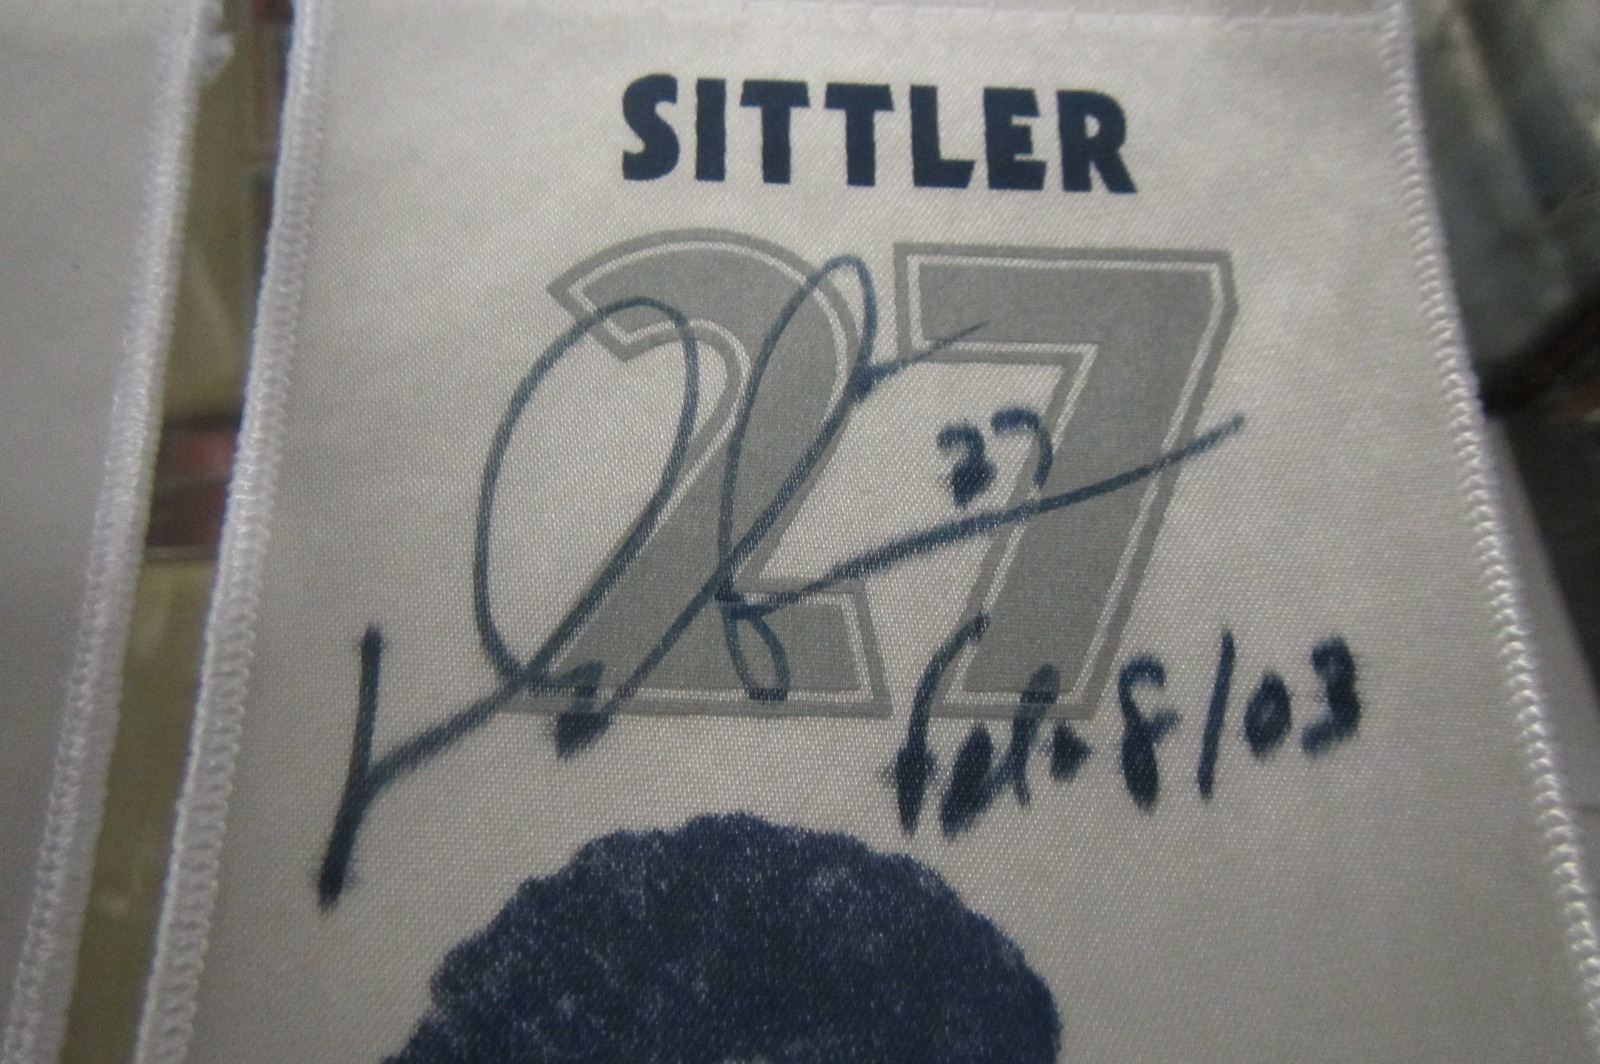 SITTLER
27
27
Feb. 8/03